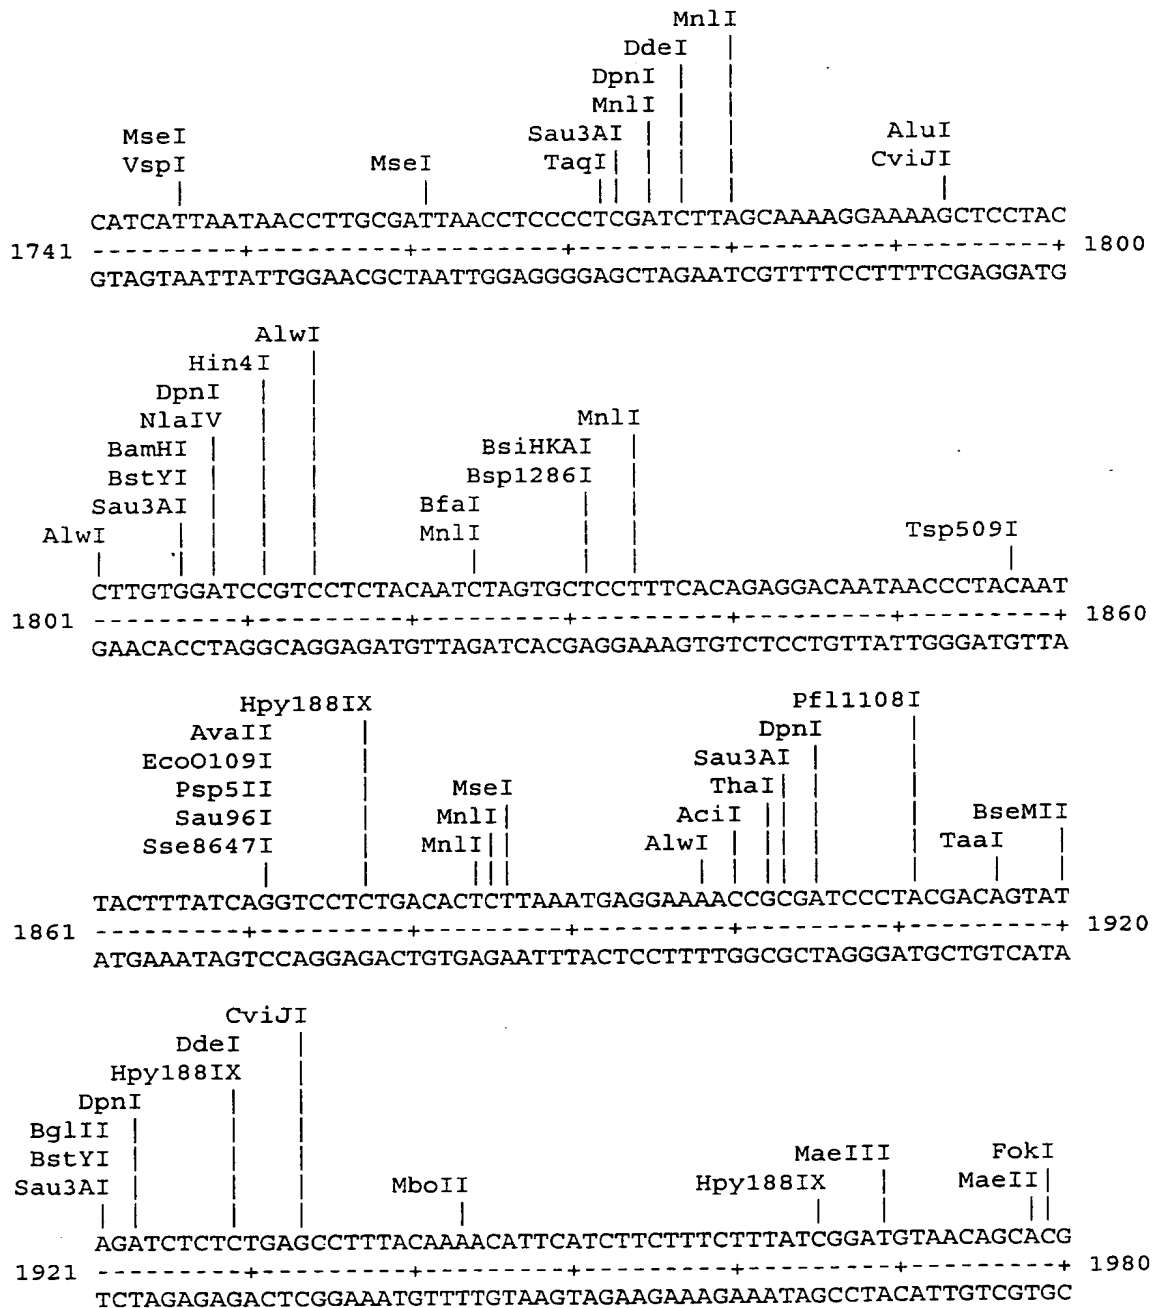 MnlI
DdeI
DpnI
MnlI
MseI Sau3AI AluI
VspI MseI TaqI CviJI
CATCATTAATAACCTTGCGATTAACCTCCCCTCGATCTTAGCAAAAGGAAAAGCTCCTAC
1741 ---------+---------+---------+---------+---------+---------+ 1800
GTAGTAATTATTGGAACGCTAATTGGAGGGGAGCTAGAATCGTTTTCCTTTTCGAGGATG
AlwI
Hin4I
DpnI
NlaIV MnlI
BamHI BsiHKAI
BstYI Bsp1286I
Sau3AI BfaI
AlwI MnlI Tsp509I
CTTGTGGATCCGTCCTCTACAATCTAGTGCTCCTTTCACAGAGGACAATAACCCTACAAT
1801 ---------+---------+---------+---------+---------+---------+ 1860
GAACACCTAGGCAGGAGATGTTAGATCACGAGGAAAGTGTCTCCTGTTATTGGGATGTTA
Hpy188IX Pfl1108I
AvaII DpnI
EcoO109I Sau3AI
Psp5II MseI ThaI
Sau96I MnlI AciI BseMII
Sse8647I MnlI AlwI TaaI
TACTTTATCAGGTCCTCTGACACTCTTAAATGAGGAAAACCGCGATCCCTACGACAGTAT
1861 ---------+---------+---------+---------+---------+---------+ 1920
ATGAAATAGTCCAGGAGACTGTGAGAATTTACTCCTTTTGGCGCTAGGGATGCTGTCATA
CviJI
DdeI
Hpy188IX
DpnI
BglII
BstYI MaeIII FokI
Sau3AI MboII Hpy188IX MaeII
AGATCTCTCTGAGCCTTTACAAAACATTCATCTTCTTTCTTTATCGGATGTAACAGCACG
1921 ---------+---------+---------+---------+---------+---------+ 1980
TCTAGAGAGACTCGGAAATGTTTTGTAAGTAGAAGAAAGAAATAGCCTACATTGTCGTGC